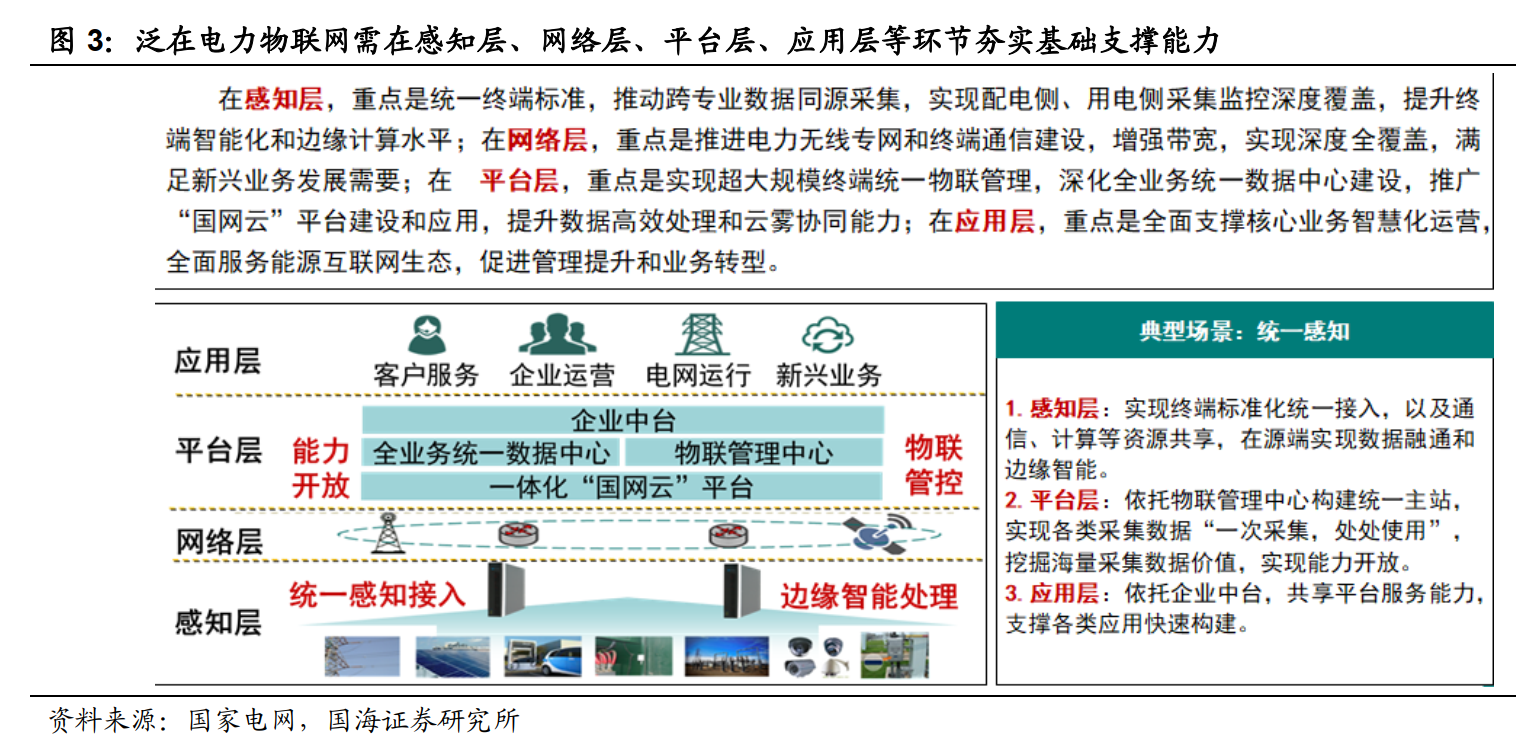 图 3：泛在电力物联网需在感知层、网络层、平台层、应用层等环节夯实基础支撑能力
在感知层，重点是统一终端标准，推动跨专业数据同源采集，实现配电侧、用电侧采集监控深度覆盖，提升终
端智能化和边缘计算水平；在网络层，重点是推进电力无线专网和终端通信建设，增强带宽，实现深度全覆盖，满
足新兴业务发展需要；在 平台层，重点是实现超大规模终端统一物联管理，深化全业务统一数据中心建设，推广
“国网云”平台建设和应用，提升数据高效处理和云雾协同能力；在应用层，重点是全面支撑核心业务智慧化运营，
全面服务能源互联网生态，促进管理提升和业务转型。
应用层
客户服务 企业运营 电网运行 新兴业务
平台层
能力
开放
企业中台
全业务统一数据中心 物联管理中心
一体化“国网云”平台
物联
管控
网络层
感知层
统一感知接入 边缘智能处理
典型场景：统一感知
1. 感知层：实现终端标准化统一接入，以及通
信、计算等资源共享，在源端实现数据融通和
边缘智能。
2. 平台层：依托物联管理中心构建统一主站，
实现各类采集数据“一次采集，处处使用”，
挖掘海量采集数据价值，实现能力开放。
3. 应用层：依托企业中台，共享平台服务能力，
支撑各类应用快速构建。
资料来源：国家电网，国海证券研究所